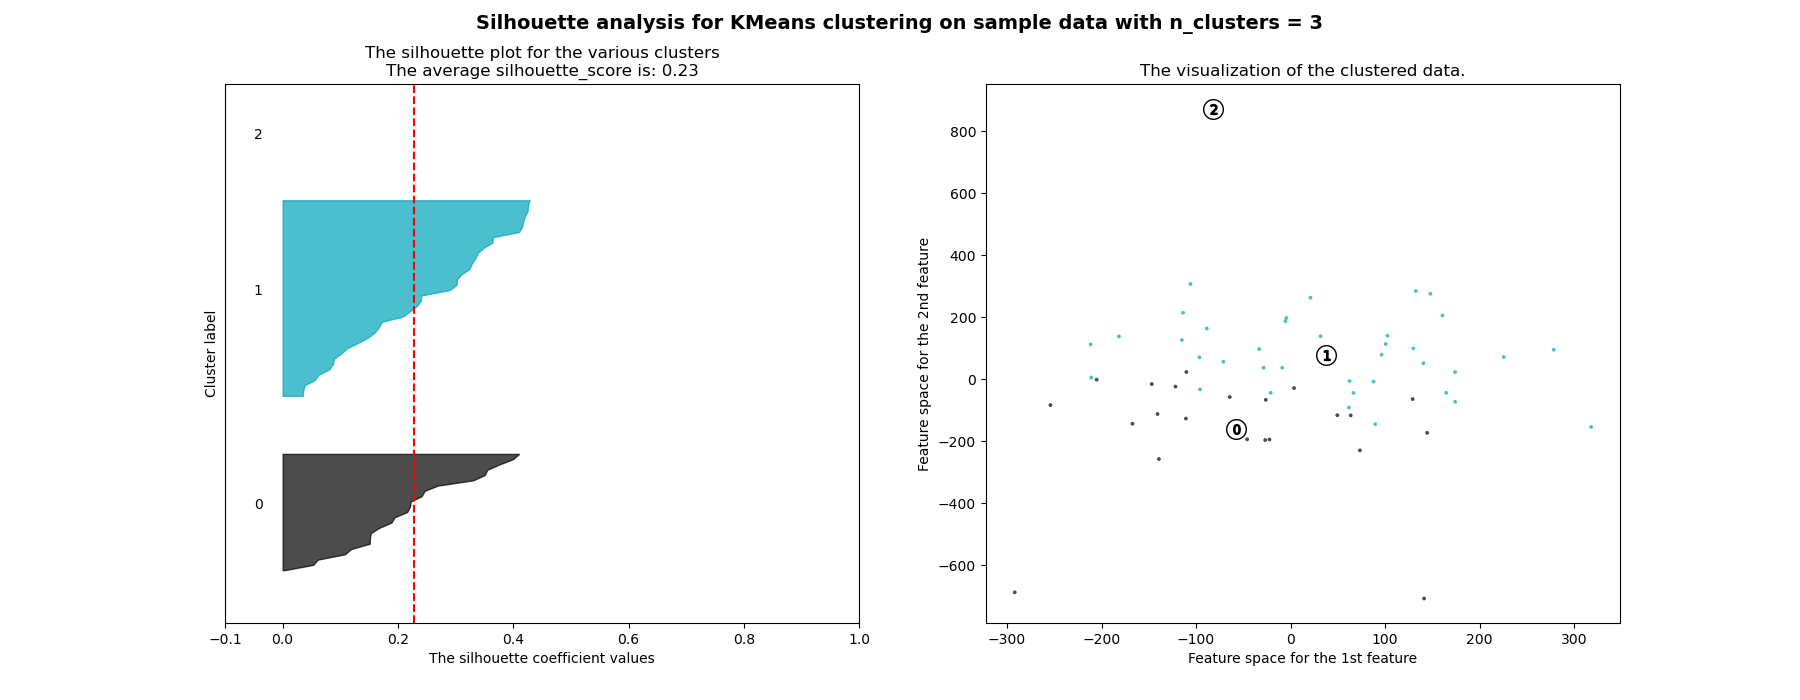 Silhouette analysis for KMeans clustering on sample data with n_clusters = 3
The silhouette plot for the various clusters
The average silhouette_score is: 0.23
2
1
0
Cluster label
−0.1 0.0 0.2 0.4 0.6 0.8 1.0
The silhouette coefficient values
The visualization of the clustered data.
2
1
0
Feature space for the 2nd feature
800
600
400
200
0
−200
−400
−600
−300 −200 −100 0 100 200 300
Feature space for the 1st feature